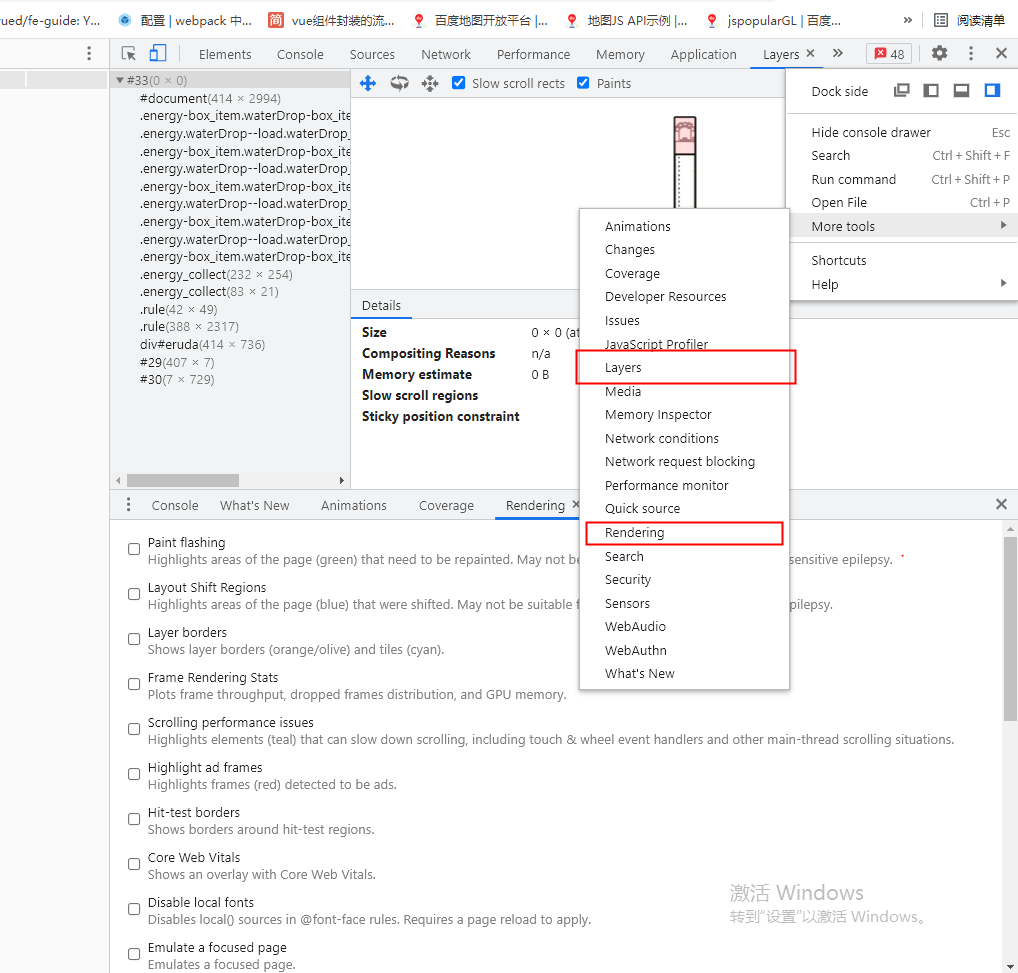 ued/fe-guide: Y... 配置 | webpack 中... 简 vue组件封装的流... 百度地图开放平台 |... 地图JS API示例 |... jspopularGL | 百度... » 阅读清单
Elements Console Sources Network Performance Memory Application Layers × » 48
#33(0 × 0)
#document(414 × 2994)
.energy-box_item.waterDrop-box_ite
.energy.waterDrop--load.waterDrop_
.energy-box_item.waterDrop-box_ite
.energy.waterDrop--load.waterDrop_
.energy-box_item.waterDrop-box_ite
.energy.waterDrop--load.waterDrop_
.energy-box_item.waterDrop-box_ite
.energy.waterDrop--load.waterDrop_
.energy-box_item.waterDrop-box_ite
.energy_collect(232 × 254)
.energy_collect(83 × 21)
.rule(42 × 49)
.rule(388 × 2317)
div#eruda(414 × 736)
#29(407 × 7)
#30(7 × 729)
Slow scroll rects Paints
Details
Size 0 × 0 (at
Compositing Reasons n/a
Memory estimate 0 B
Slow scroll regions
Sticky position constraint
Dock side
Hide console drawer Esc
Search Ctrl + Shift + F
Run command Ctrl + Shift + P
Open File Ctrl + P
More tools
Shortcuts
Help
Animations
Changes
Coverage
Developer Resources
Issues
JavaScript Profiler
Layers
Media
Memory Inspector
Network conditions
Network request blocking
Performance monitor
Quick source
Rendering
Search
Security
Sensors
WebAudio
WebAuthn
What's New
Console What's New Animations Coverage Rendering ×
Paint flashing
Highlights areas of the page (green) that need to be repainted. May not be sensitive epilepsy.
Layout Shift Regions
Highlights areas of the page (blue) that were shifted. May not be suitable f pilepsy.
Layer borders
Shows layer borders (orange/olive) and tiles (cyan).
Frame Rendering Stats
Plots frame throughput, dropped frames distribution, and GPU memory.
Scrolling performance issues
Highlights elements (teal) that can slow down scrolling, including touch & wheel event handlers and other main-thread scrolling situations.
Highlight ad frames
Highlights frames (red) detected to be ads.
Hit-test borders
Shows borders around hit-test regions.
Core Web Vitals
Shows an overlay with Core Web Vitals.
Disable local fonts
Disables local() sources in @font-face rules. Requires a page reload to apply.
Emulate a focused page
Emulates a focused page.
激活 Windows
转到“设置”以激活 Windows。